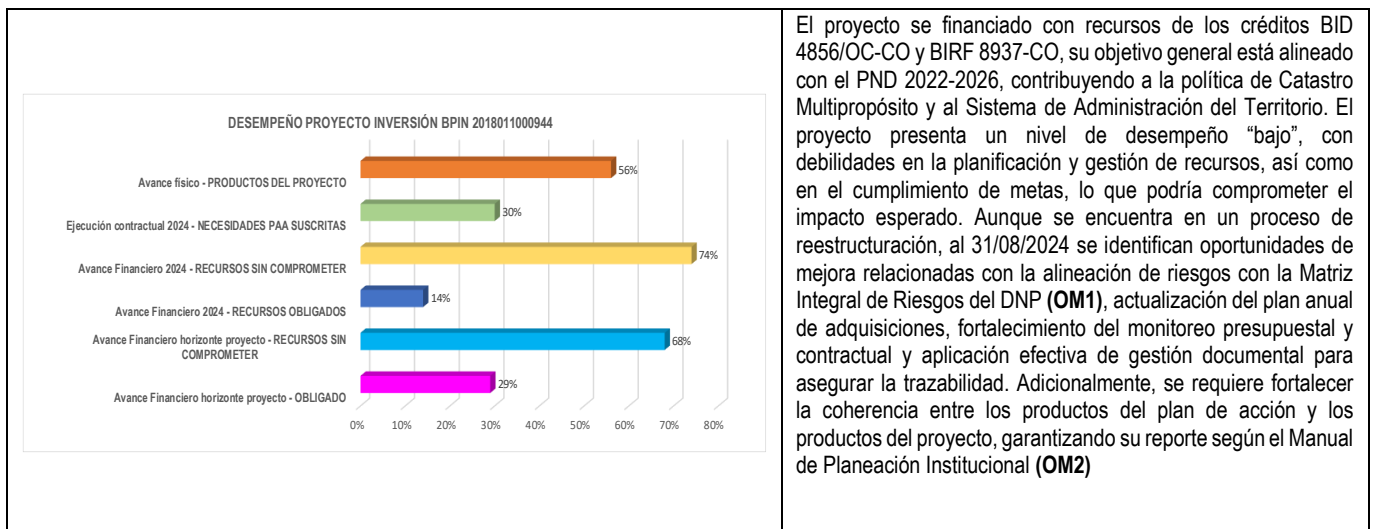 DESEMPEÑO PROYECTO INVERSIÓN BPIN 2018011000944
Avance físico - PRODUCTOS DEL PROYECTO
56%
Ejecución contractual 2024 - NECESIDADES PAA SUSCRITAS
30%
Avance Financiero 2024 - RECURSOS SIN COMPROMETER
74%
Avance Financiero 2024 - RECURSOS OBLIGADOS
14%
Avance Financiero horizonte proyecto - RECURSOS SIN
COMPROMETER
68%
Avance Financiero horizonte proyecto - OBLIGADO
29%
0% 10% 20% 30% 40% 50% 60% 70% 80%
El proyecto se financiado con recursos de los créditos BID
4856/OC-CO y BIRF 8937-CO, su objetivo general está alineado
con el PND 2022-2026, contribuyendo a la política de Catastro
Multipropósito y al Sistema de Administración del Territorio. El
proyecto presenta un nivel de desempeño “bajo”, con
debilidades en la planificación y gestión de recursos, así como
en el cumplimiento de metas, lo que podría comprometer el
impacto esperado. Aunque se encuentra en un proceso de
reestructuración, al 31/08/2024 se identifican oportunidades de
mejora relacionadas con la alineación de riesgos con la Matriz
Integral de Riesgos del DNP (OM1), actualización del plan anual
de adquisiciones, fortalecimiento del monitoreo presupuestal y
contractual y aplicación efectiva de gestión documental para
asegurar la trazabilidad. Adicionalmente, se requiere fortalecer
la coherencia entre los productos del plan de acción y los
productos del proyecto, garantizando su reporte según el Manual
de Planeación Institucional (OM2)